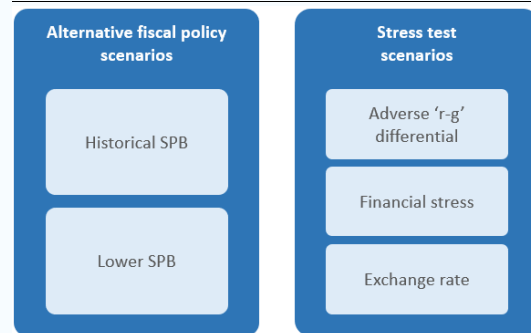 Alternative fiscal policy
scenarios
Historical SPB
Lower SPB
Stress test
scenarios
Adverse ‘r-g’
differential
Financial stress
Exchange rate